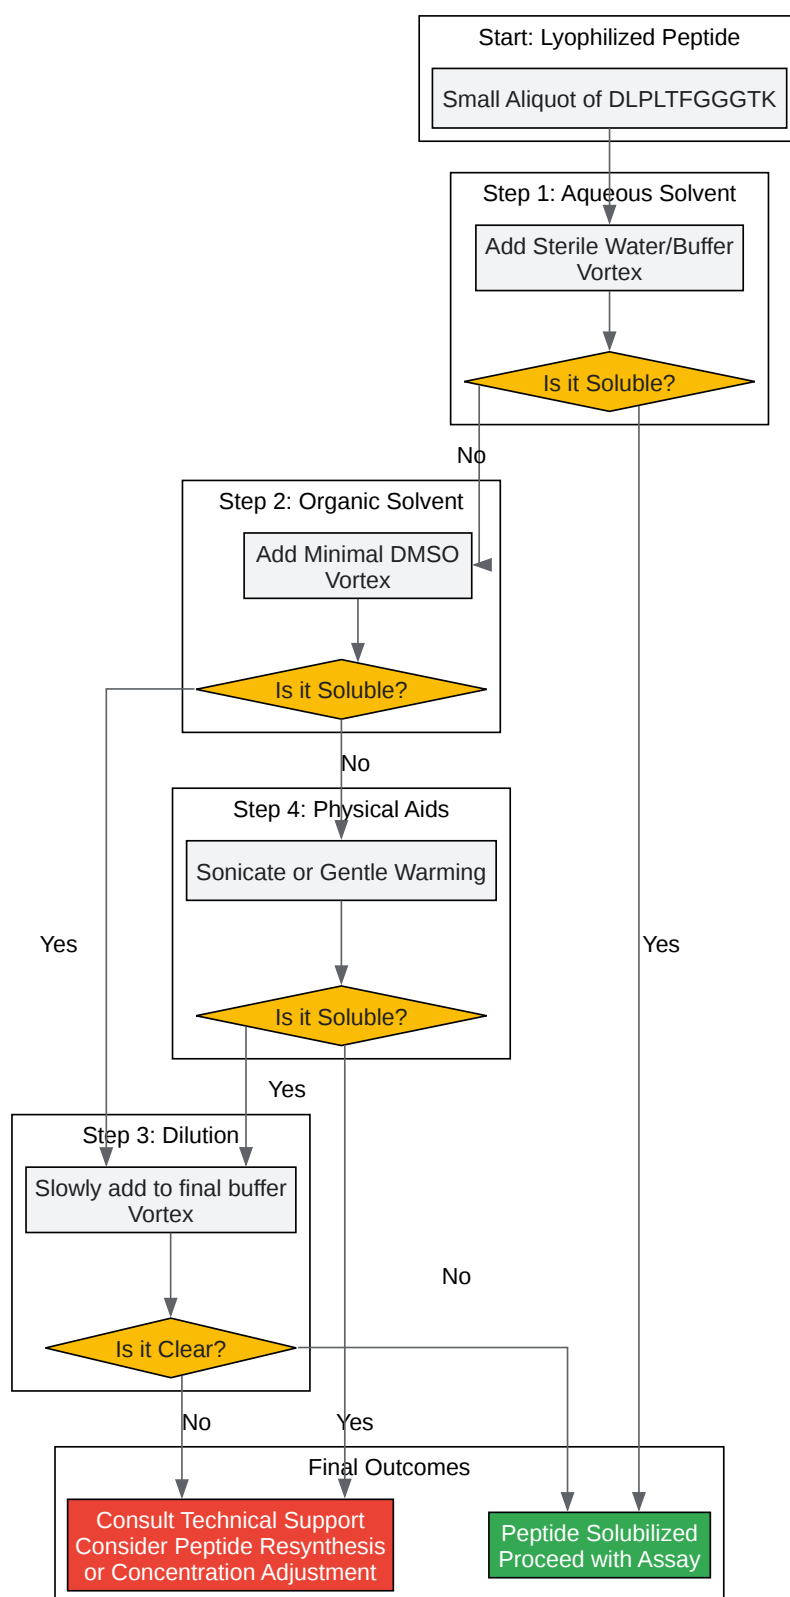 Start: Lyophilized Peptide
Small Aliquot of DLPLTFGGGTK
Step 1: Aqueous Solvent
Add Sterile Water/Buffer
Vortex
Is it Soluble?
No
Step 2: Organic Solvent
Add Minimal DMSO
Vortex
Is it Soluble?
No
Step 4: Physical Aids
Sonicate or Gentle Warming
Yes
Yes
Is it Soluble?
Yes
Step 3: Dilution
Slowly add to final buffer
Vortex
No
Is it Clear?
No
Yes
Final Outcomes
Consult Technical Support
Consider Peptide Resynthesis
or Concentration Adjustment
Peptide Solubilized
Proceed with Assay